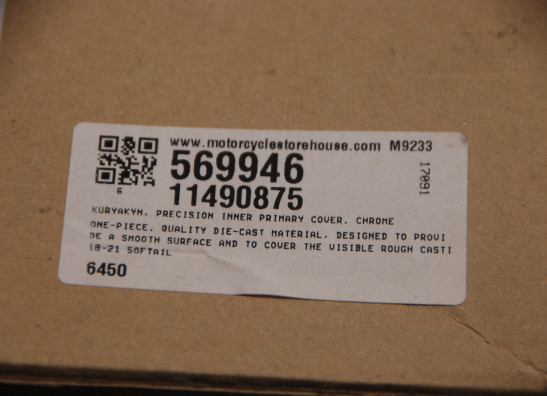 www.motorcyclestorehouse.com M9233
569946
17091
11490875
6
KURYAKYN. PRECISION INNER PRIMARY COVER. CHROME
ONE-PIECE. QUALITY DIE-CAST MATERIAL. DESIGNED TO PROVI
DE A SMOOTH SURFACE AND TO COVER THE VISIBLE ROUGH CASTI
18-21 SOFTAIL
6450